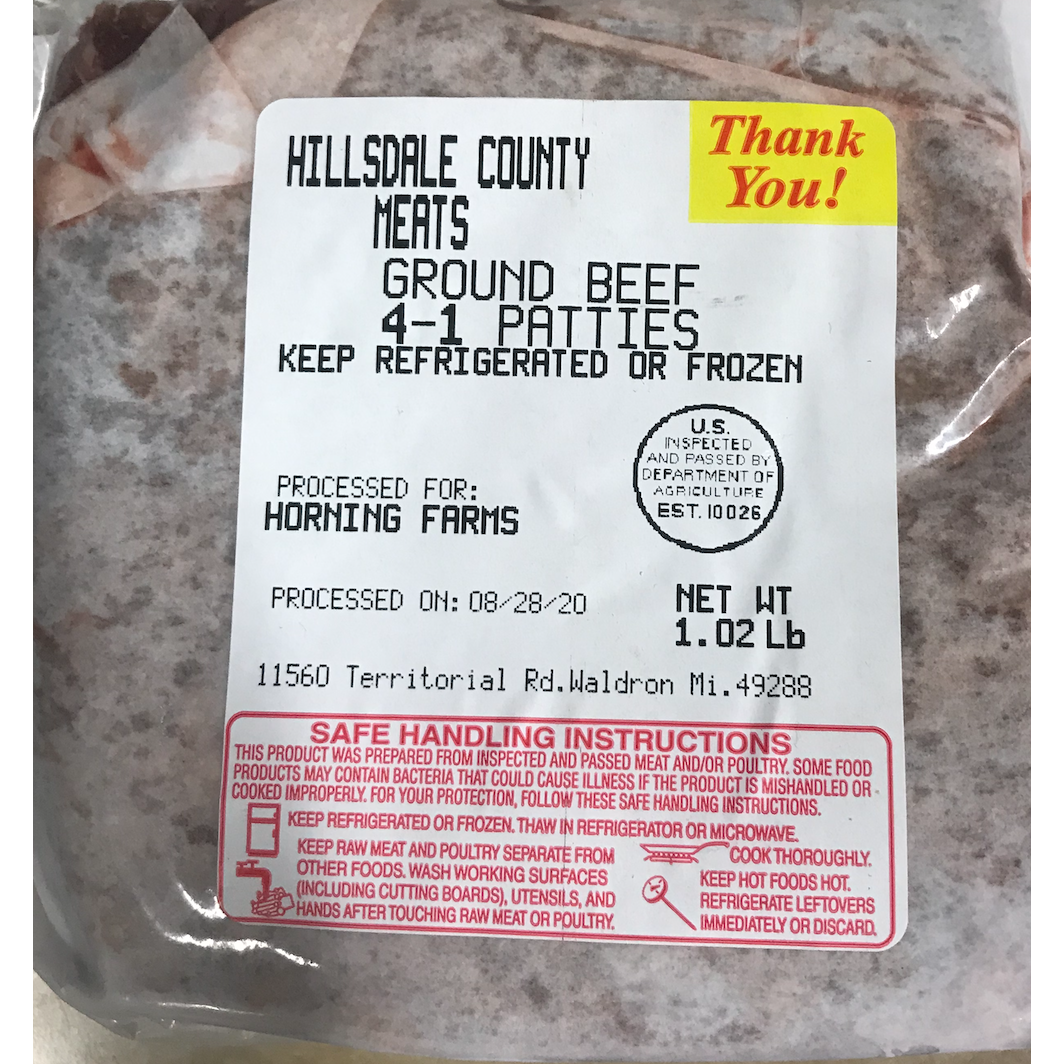 Thank
You!
HILLSDALE COUNTY
MEATS
GROUND BEEF
4-1 PATTIES
KEEP REFRIGERATED OR FROZEN
U.S.
INSPECTED
AND PASSED BY
DEPARTMENT OF
AGRICULTURE
EST. 10026
PROCESSED FOR:
HORNING FARMS
PROCESSED ON: 08/28/20
NET WT
1.02 Lb
11560 Territorial Rd.Waldron Mi.49288
SAFE HANDLING INSTRUCTIONS
THIS PRODUCT WAS PREPARED FROM INSPECTED AND PASSED MEAT AND/OR POULTRY. SOME FOOD
PRODUCTS MAY CONTAIN BACTERIA THAT COULD CAUSE ILLNESS IF THE PRODUCT IS MISHANDLED OR
COOKED IMPROPERLY. FOR YOUR PROTECTION, FOLLOW THESE SAFE HANDLING INSTRUCTIONS.
KEEP REFRIGERATED OR FROZEN. THAW IN REFRIGERATOR OR MICROWAVE.
KEEP RAW MEAT AND POULTRY SEPARATE FROM
OTHER FOODS. WASH WORKING SURFACES
(INCLUDING CUTTING BOARDS), UTENSILS, AND
HANDS AFTER TOUCHING RAW MEAT OR POULTRY.
COOK THOROUGHLY.
KEEP HOT FOODS HOT.
REFRIGERATE LEFTOVERS
IMMEDIATELY OR DISCARD.